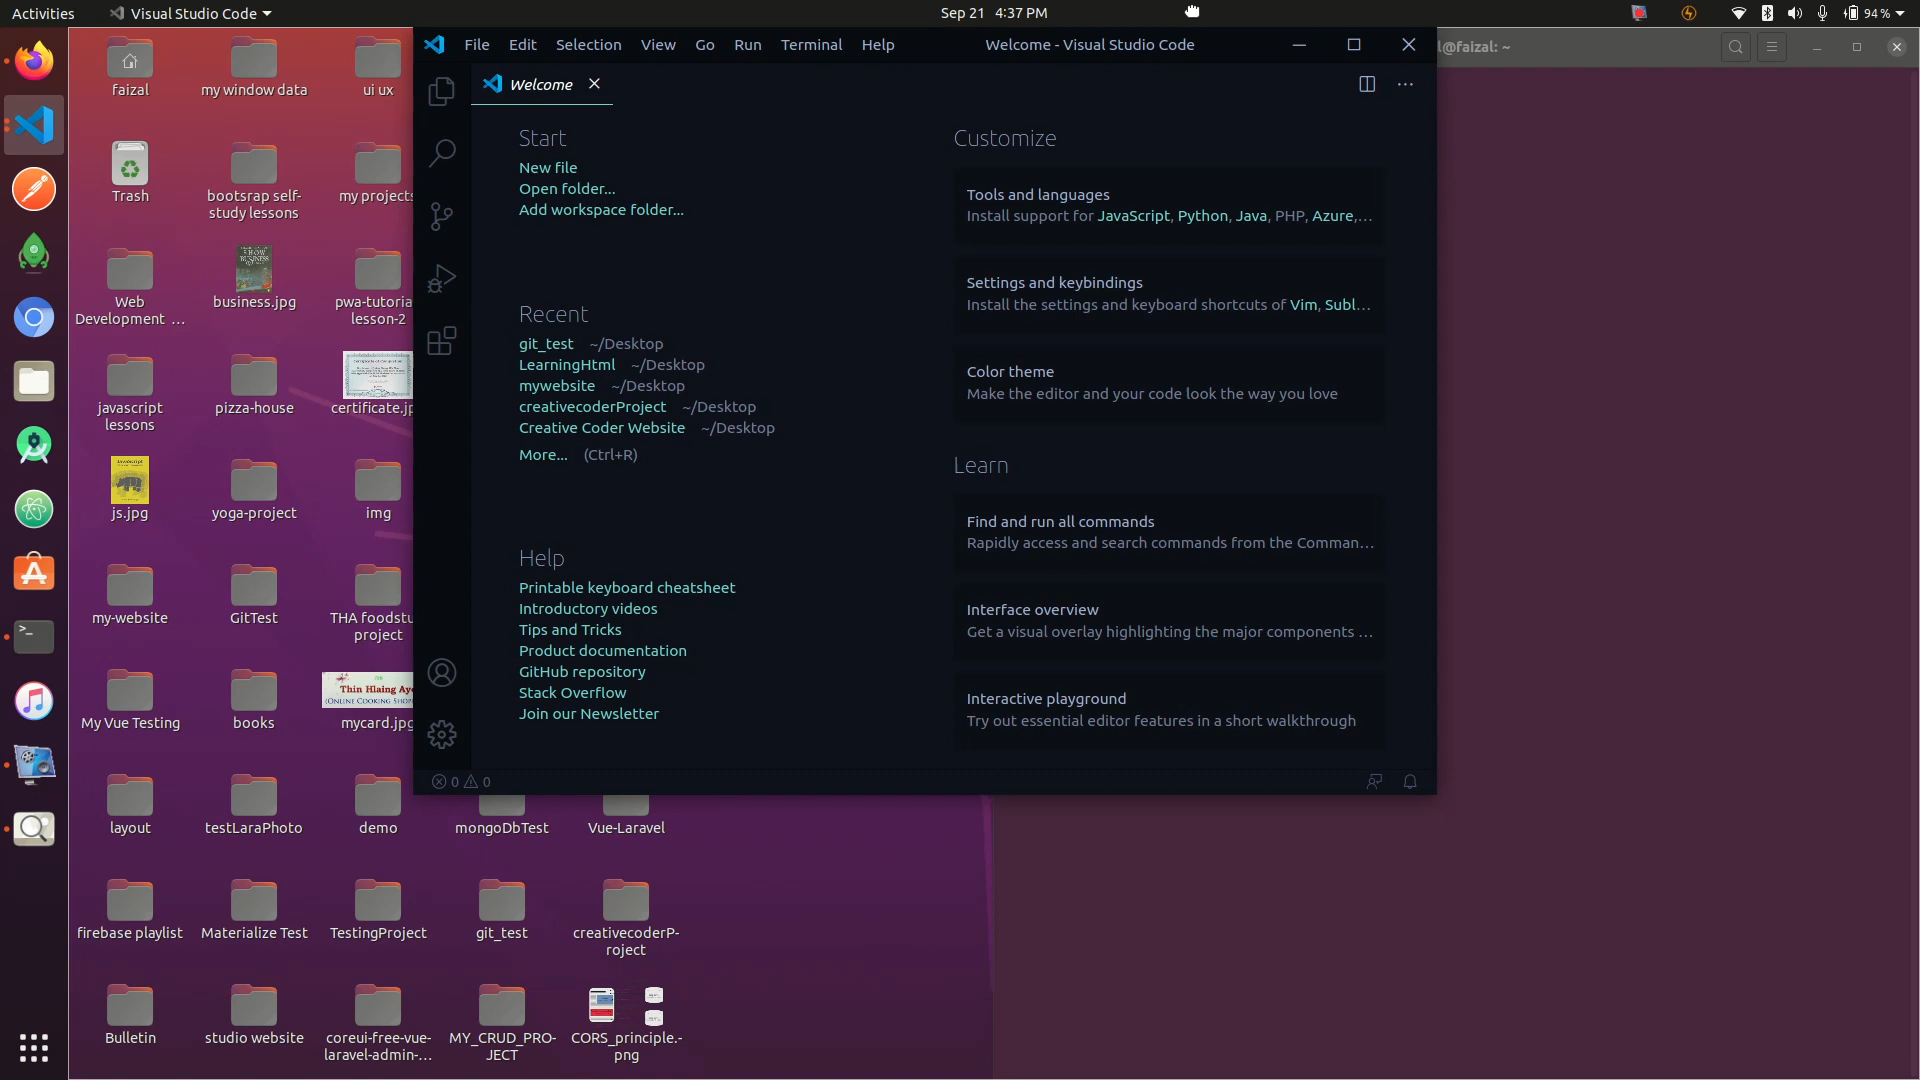 Activities
Visual Studio Code
Sep 21 4:37 PM
94 %
File Edit Selection View Go Run Terminal Help
Welcome - Visual Studio Code
l@faizal: ~
Welcome
Start
New file
Open folder...
Add workspace folder...
Recent
git_test ~/Desktop
LearningHtml ~/Desktop
mywebsite ~/Desktop
creativecoderProject ~/Desktop
Creative Coder Website ~/Desktop
More... (Ctrl+R)
Help
Printable keyboard cheatsheet
Introductory videos
Tips and Tricks
Product documentation
GitHub repository
Stack Overflow
Join our Newsletter
Customize
Tools and languages
Install support for JavaScript, Python, Java, PHP, Azure,...
Settings and keybindings
Install the settings and keyboard shortcuts of Vim, Subl...
Color theme
Make the editor and your code look the way you love
Learn
Find and run all commands
Rapidly access and search commands from the Comman...
Interface overview
Get a visual overlay highlighting the major components ...
Interactive playground
Try out essential editor features in a short walkthrough
0 0
faizal
my window data
ui ux
Trash
bootsrap self-
study lessons
my projects
Web
Development ...
business.jpg
pwa-tutoria
lesson-2
javascript
lessons
pizza-house
certificate.jp
js.jpg
yoga-project
img
my-website
GitTest
THA foodstu
project
My Vue Testing
books
Thin Hlaing Aye
(ONLINE COOKING SHOP
mycard.jpg
layout
testLaraPhoto
demo
mongoDbTest
Vue-Laravel
firebase playlist
Materialize Test
TestingProject
git_test
creativecoderP-
roject
Bulletin
studio website
coreui-free-vue-
laravel-admin-...
MY_CRUD_PRO-
JECT
CORS_principle.-
png